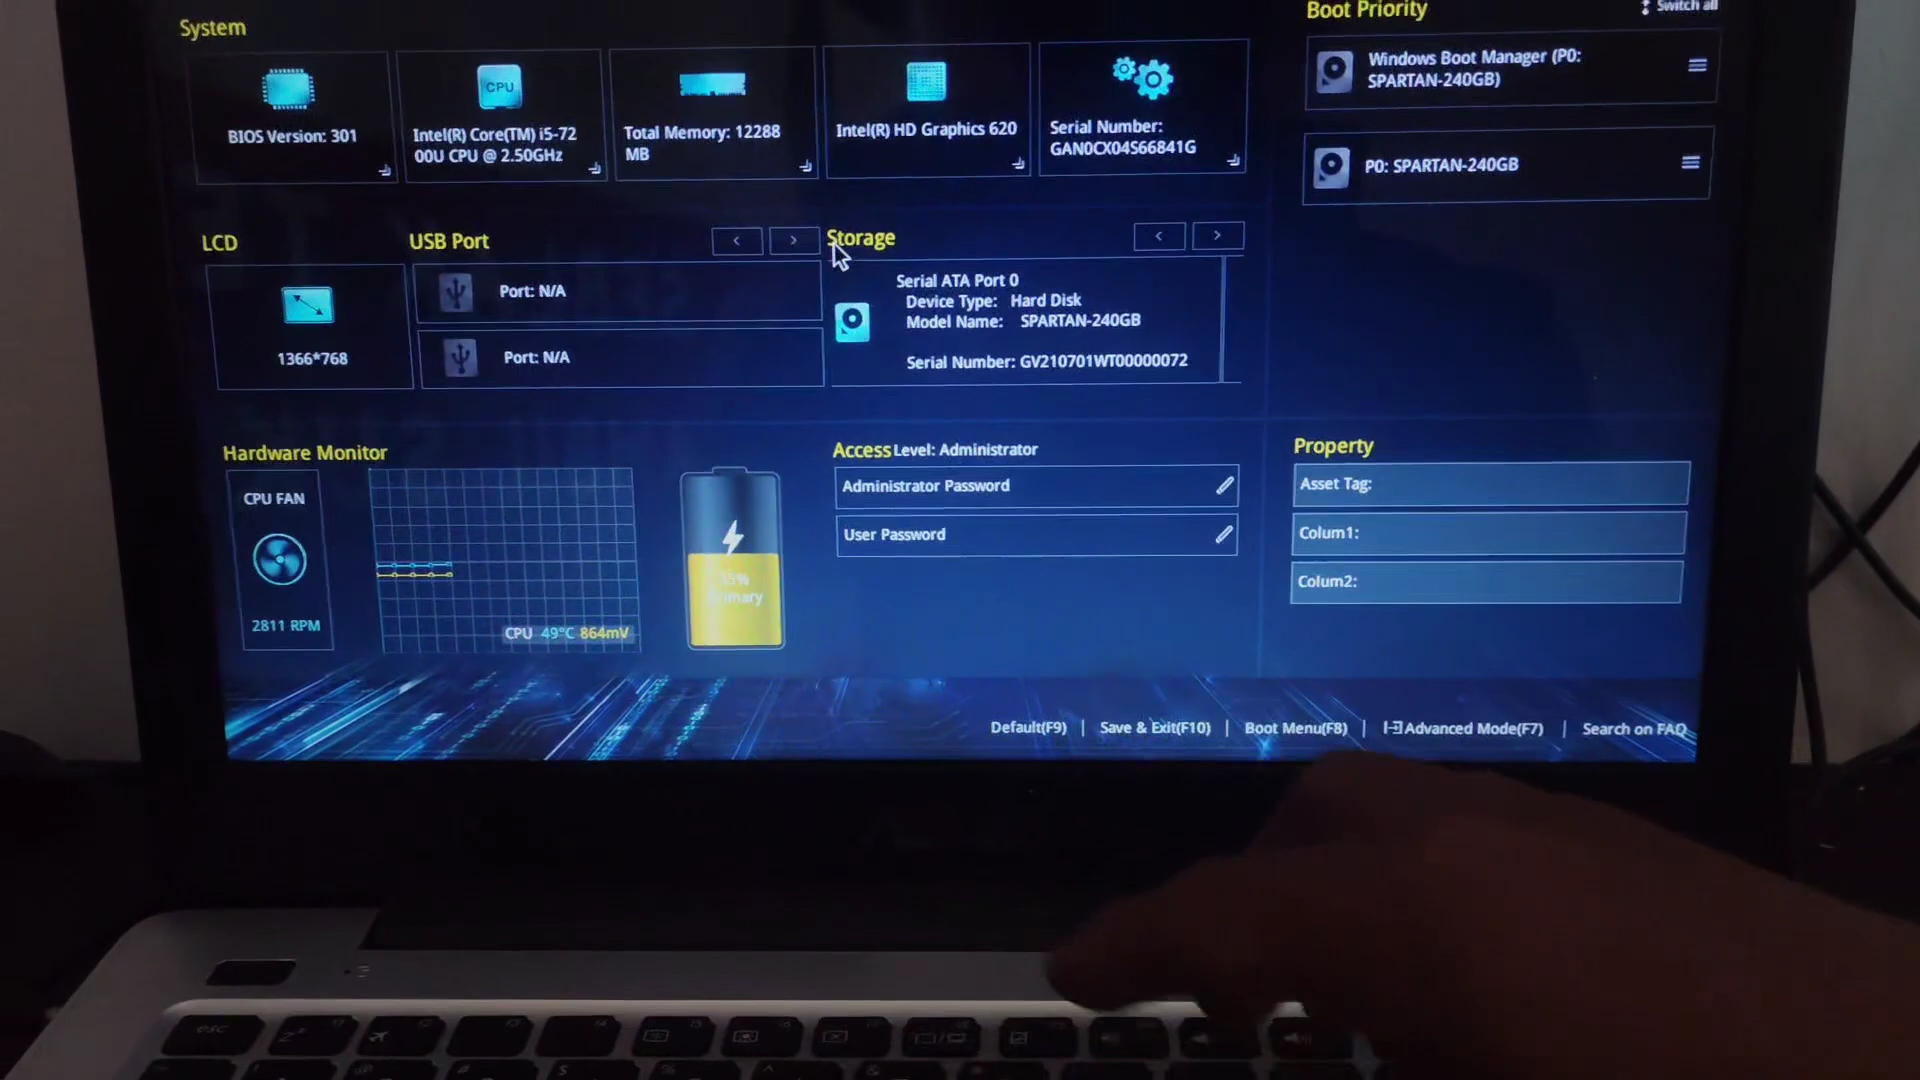 System
BIOS Version: 301
Intel(R) Core(TM) i5-72
00U CPU @ 2.50GHz
CPU
Total Memory: 12288
MB
Intel(R) HD Graphics 620
Serial Number:
GAN0CX04S66841G
Boot Priority
Switch all
Windows Boot Manager (P0:
SPARTAN-240GB)
P0: SPARTAN-240GB
LCD
1366*768
USB Port
Port: N/A
Port: N/A
Storage
Serial ATA Port 0
Device Type: Hard Disk
Model Name: SPARTAN-240GB
Serial Number: GV210701WT00000072
Hardware Monitor
CPU FAN
2811 RPM
CPU 49°C 864mV
Access Level: Administrator
Administrator Password
User Password
Property
Asset Tag:
Colum1:
Colum2:
Default(F9) | Save & Exit(F10) | Boot Menu(F8) | Advanced Mode(F7) | Search on FAQ
esc